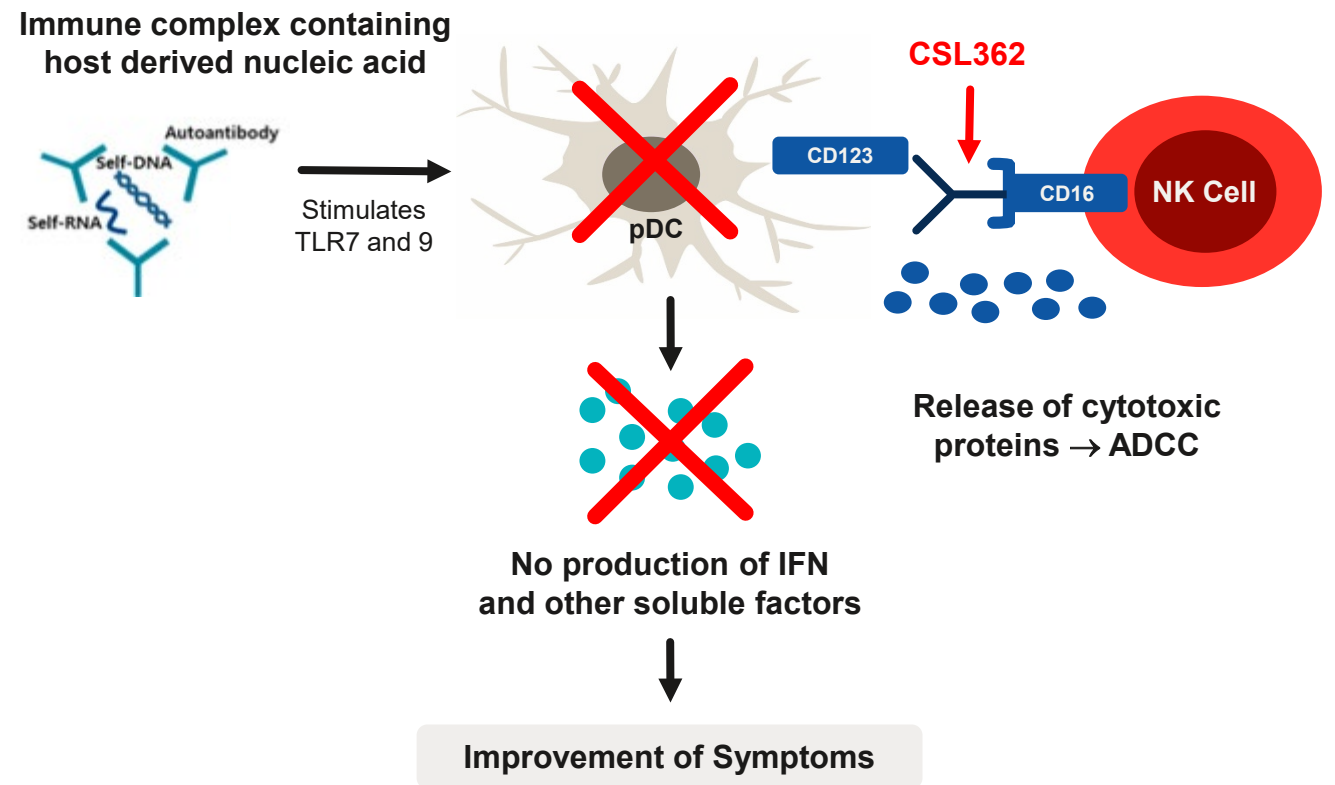 Immune complex containing
host derived nucleic acid
Autoantibody
Self-DNA
Self-RNA
Stimulates
TLR7 and 9
pDC
CSL362
CD123
CD16
NK Cell
Release of cytotoxic
proteins → ADCC
No production of IFN
and other soluble factors
Improvement of Symptoms